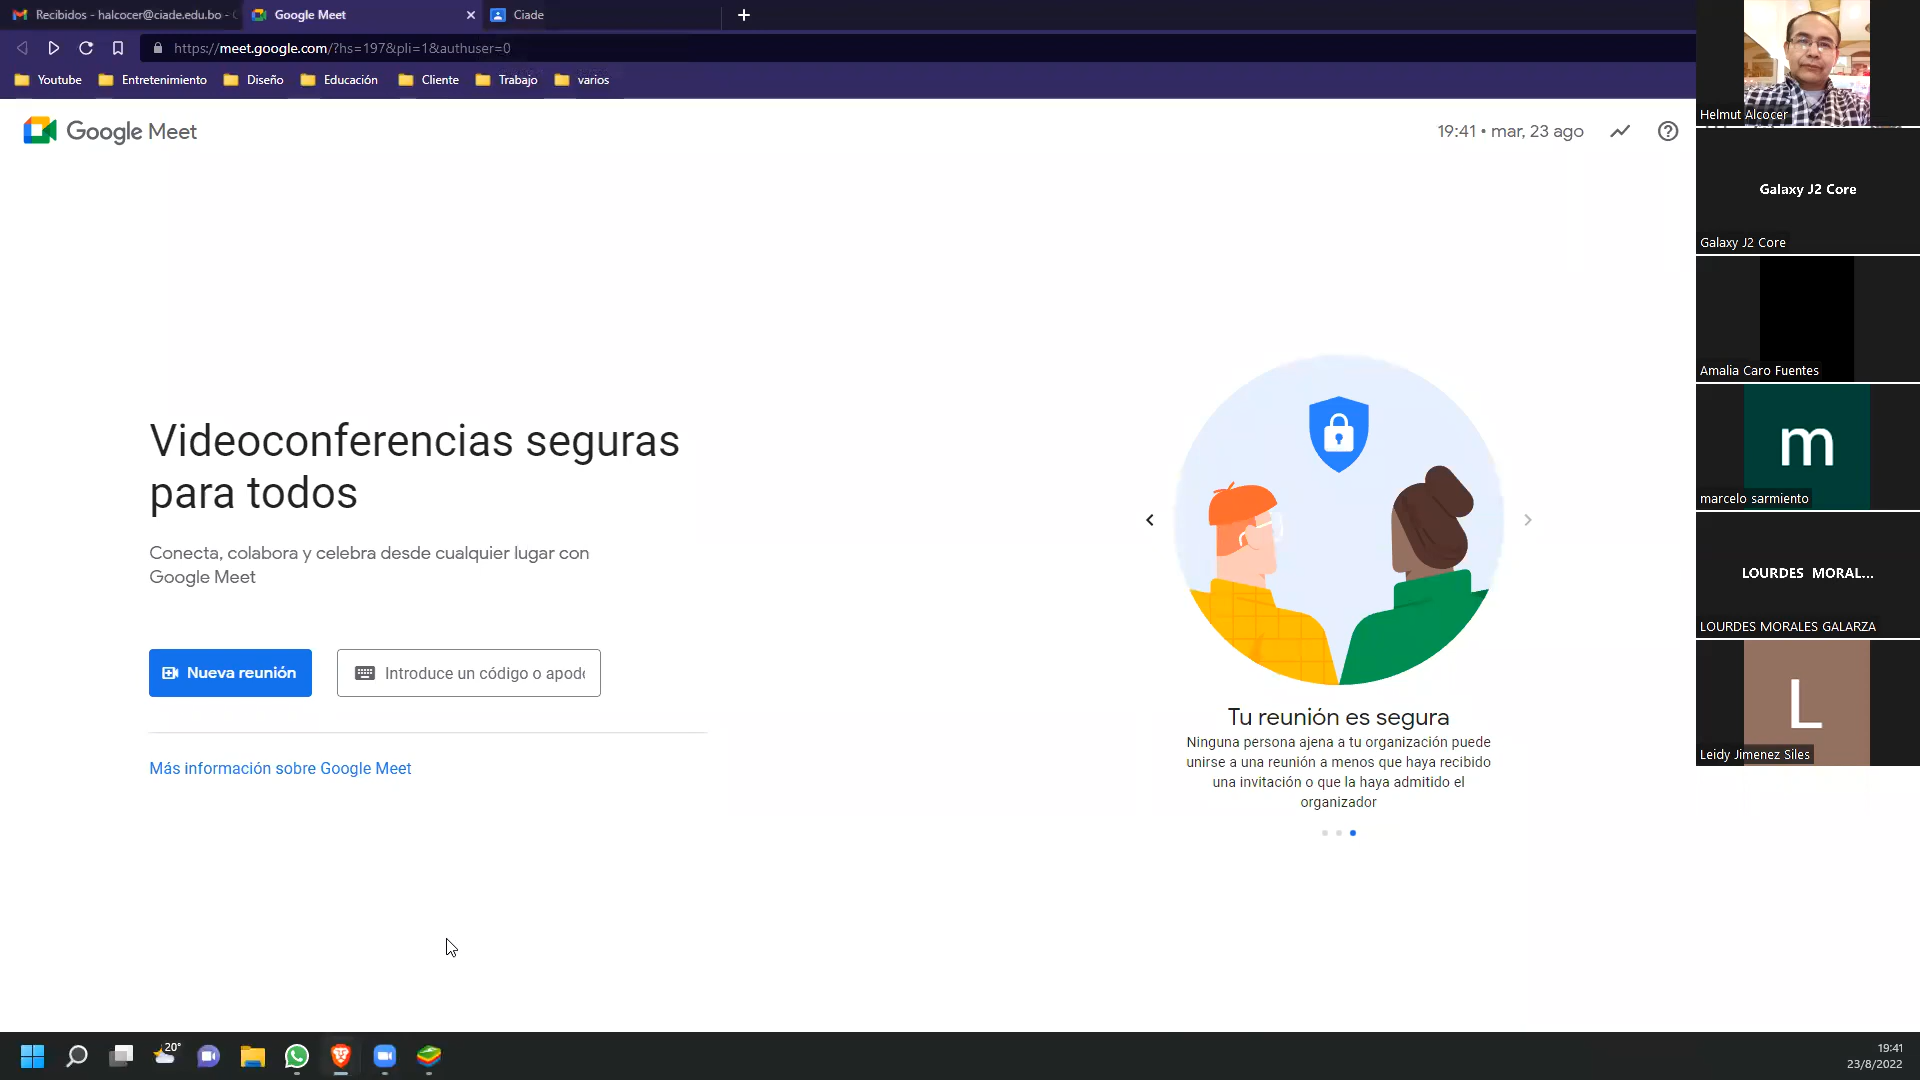 Recibidos - halcocer@ciade.edu.bo -
Google Meet
Ciade
https://meet.google.com/?hs=197&pli=1&authuser=0
Youtube
Entretenimiento
Diseño
Educación
Cliente
Trabajo
varios
Google Meet
19:41 • mar, 23 ago
Videoconferencias seguras
para todos
Conecta, colabora y celebra desde cualquier lugar con
Google Meet
Nueva reunión
Introduce un código o apodo
Más información sobre Google Meet
Tu reunión es segura
Ninguna persona ajena a tu organización puede
unirse a una reunión a menos que haya recibido
una invitación o que la haya admitido el
organizador
Helmut Alcocer
Galaxy J2 Core
Galaxy J2 Core
Amalia Caro Fuentes
m
marcelo sarmiento
LOURDES MORAL...
LOURDES MORALES GALARZA
L
Leidy Jimenez Siles
20°
19:41
23/8/2022